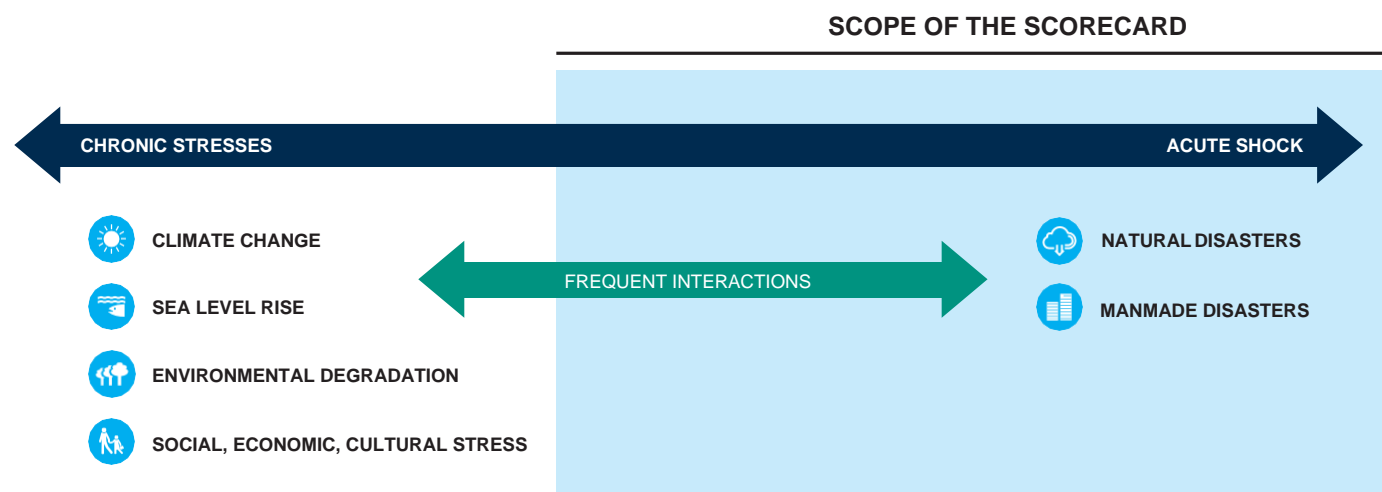 SCOPE OF THE SCORECARD
CHRONIC STRESSES
ACUTE SHOCK
CLIMATE CHANGE
SEA LEVEL RISE
ENVIRONMENTAL DEGRADATION
SOCIAL, ECONOMIC, CULTURAL STRESS
FREQUENT INTERACTIONS
NATURAL DISASTERS
MANMADE DISASTERS